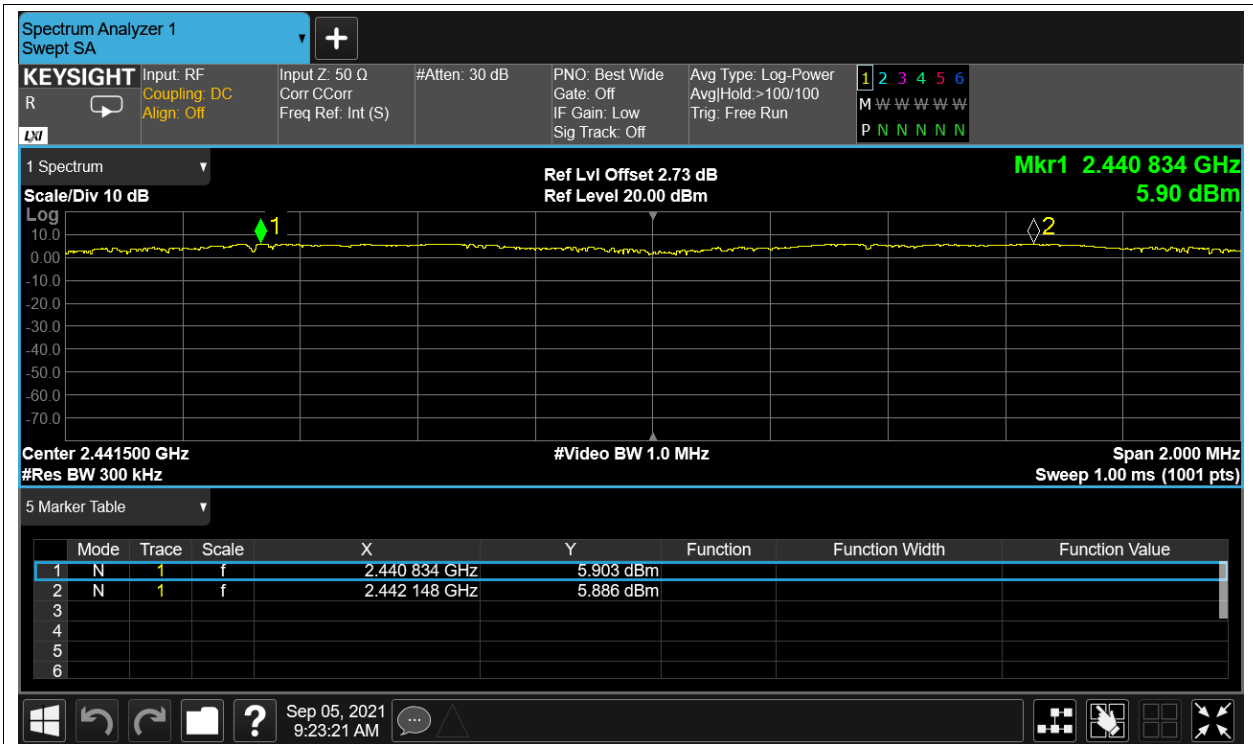 Spectrum Analyzer 1
Swept SA
KEYSIGHT
R
LXI
Input: RF
Coupling: DC
Align: Off
Input Z: 50 Ω
Corr CCorr
Freq Ref: Int (S)
#Atten: 30 dB
PNO: Best Wide
Gate: Off
IF Gain: Low
Sig Track: Off
Avg Type: Log-Power
Avg|Hold:>100/100
Trig: Free Run
1 2 3 4 5 6
M W W W W W
P N N N N N
1 Spectrum
Ref Lvl Offset 2.73 dB
Mkr1 2.440 834 GHz
Scale/Div 10 dB
Ref Level 20.00 dBm
5.90 dBm
Log
1
2
10.0
0.00
-10.0
-20.0
-30.0
-40.0
-50.0
-60.0
-70.0
Center 2.441500 GHz
#Video BW 1.0 MHz
Span 2.000 MHz
#Res BW 300 kHz
Sweep 1.00 ms (1001 pts)
5 Marker Table
Mode Trace Scale X Y Function Function Width Function Value
1 N 1 f 2.440 834 GHz 5.903 dBm
2 N 1 f 2.442 148 GHz 5.886 dBm
3
4
5
6
?
Sep 05, 2021
9:23:21 AM